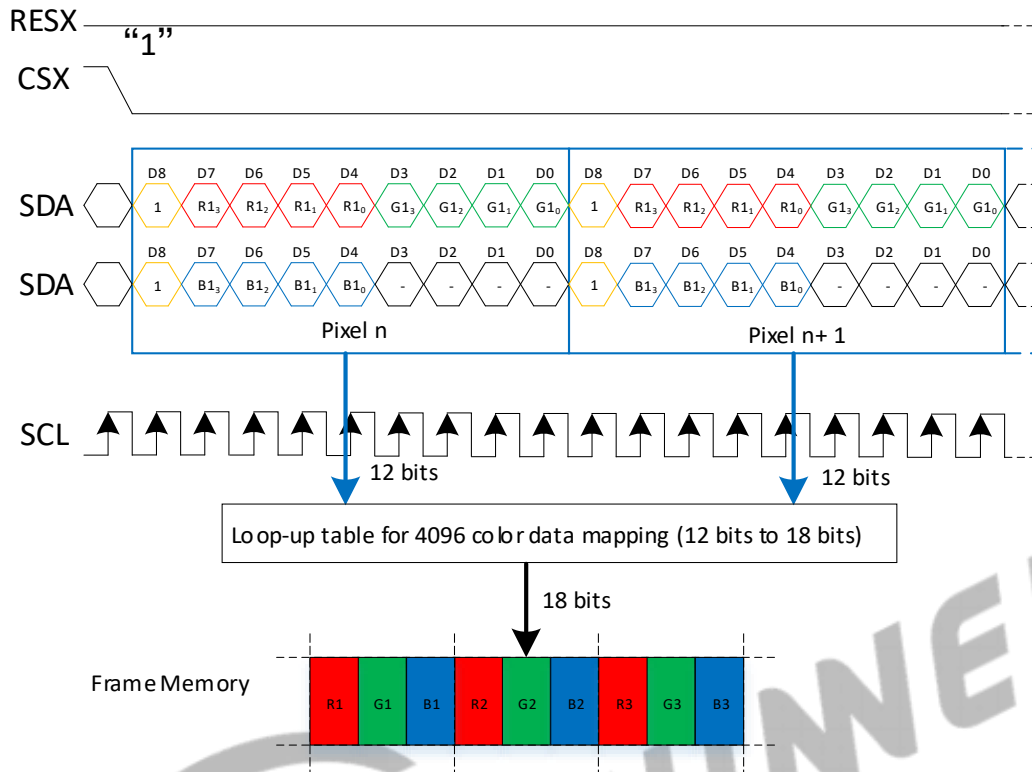 RESX
“1”
CSX
D8 D7 D6 D5 D4 D3 D2 D1 D0 D8 D7 D6 D5 D4 D3 D2 D1 D0
SDA 1 R1₃ R1₂ R1₁ R1₀ G1₃ G1₂ G1₁ G1₀ 1 R1₃ R1₂ R1₁ R1₀ G1₃ G1₂ G1₁ G1₀
D8 D7 D6 D5 D4 D3 D2 D1 D0 D8 D7 D6 D5 D4 D3 D2 D1 D0
SDA 1 B1₃ B1₂ B1₁ B1₀ - - - - 1 B1₃ B1₂ B1₁ B1₀ - - - -
Pixel n Pixel n+ 1
SCL
12 bits 12 bits
Loop-up table for 4096 color data mapping (12 bits to 18 bits)
18 bits
Frame Memory R1 G1 B1 R2 G2 B2 R3 G3 B3